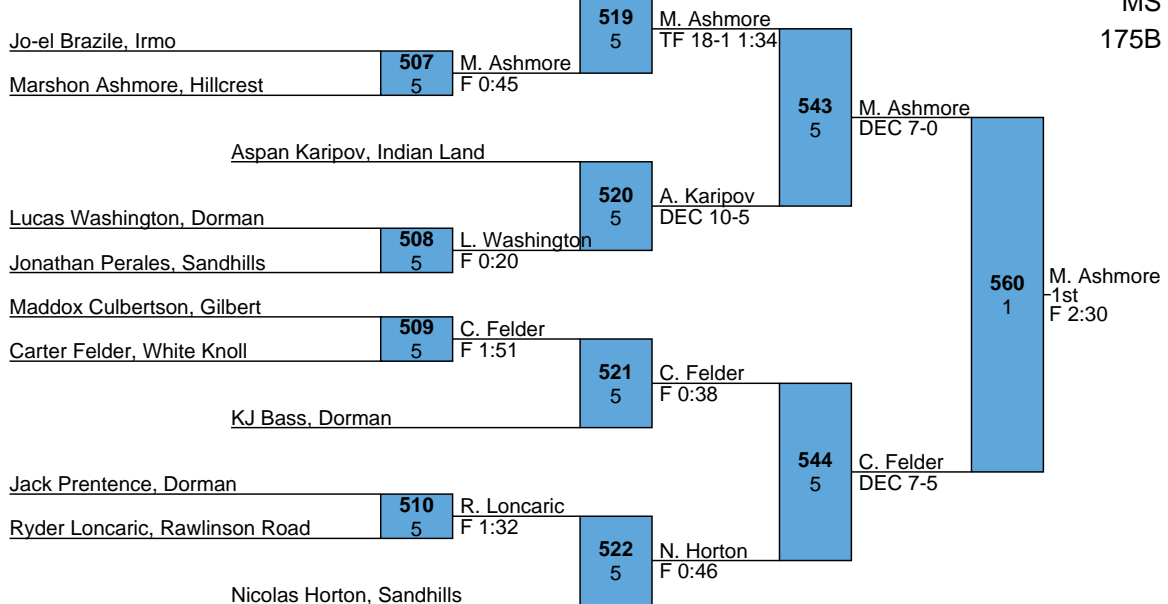 MS
175B
519
5
M. Ashmore
TF 18-1 1:34
Jo-el Brazile, Irmo
507
5
M. Ashmore
F 0:45
Marshon Ashmore, Hillcrest
543
5
M. Ashmore
DEC 7-0
Aspan Karipov, Indian Land
520
5
A. Karipov
DEC 10-5
Lucas Washington, Dorman
508
5
L. Washington
F 0:20
Jonathan Perales, Sandhills
560
1
M. Ashmore
1st
F 2:30
Maddox Culbertson, Gilbert
509
5
C. Felder
F 1:51
Carter Felder, White Knoll
521
5
C. Felder
F 0:38
KJ Bass, Dorman
544
5
C. Felder
DEC 7-5
Jack Prentence, Dorman
510
5
R. Loncaric
F 1:32
Ryder Loncaric, Rawlinson Road
522
5
N. Horton
F 0:46
Nicolas Horton, Sandhills